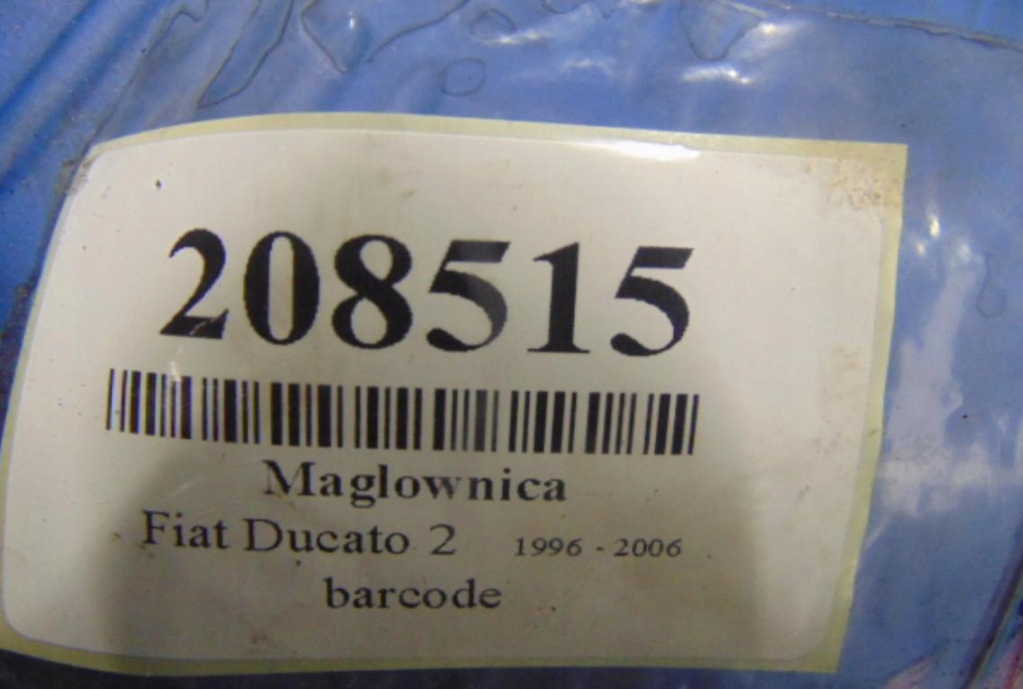 208515
Maglownica
Fiat Ducato 2 1996 - 2006
barcode